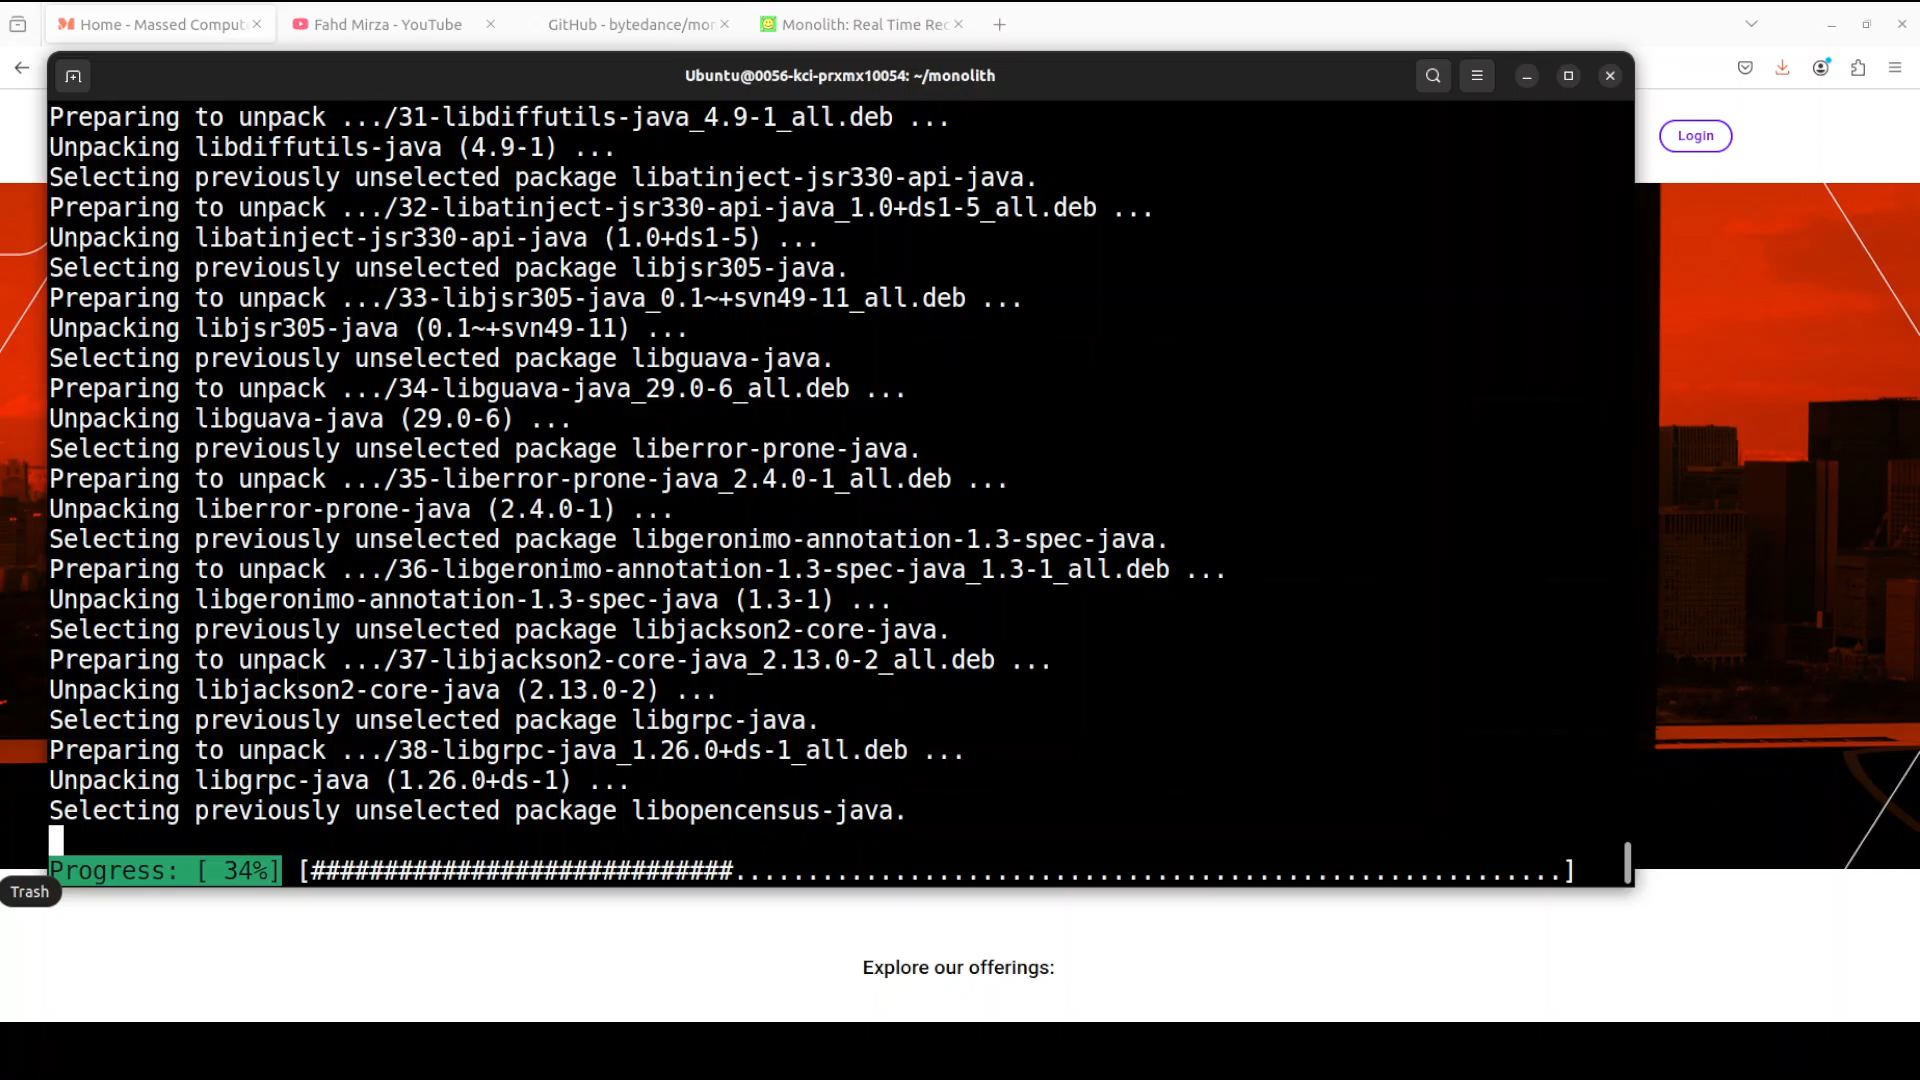 Home - Massed Comput
Fahd Mirza - YouTube
GitHub - bytedance/mor
Monolith: Real Time Rec
Ubuntu@0056-kci-prxmx10054: ~/monolith
Login
Preparing to unpack .../31-libdiffutils-java_4.9-1_all.deb ...
Unpacking libdiffutils-java (4.9-1) ...
Selecting previously unselected package libatinject-jsr330-api-java.
Preparing to unpack .../32-libatinject-jsr330-api-java_1.0+ds1-5_all.deb ...
Unpacking libatinject-jsr330-api-java (1.0+ds1-5) ...
Selecting previously unselected package libjsr305-java.
Preparing to unpack .../33-libjsr305-java_0.1~+svn49-11_all.deb ...
Unpacking libjsr305-java (0.1~+svn49-11) ...
Selecting previously unselected package libguava-java.
Preparing to unpack .../34-libguava-java_29.0-6_all.deb ...
Unpacking libguava-java (29.0-6) ...
Selecting previously unselected package liberror-prone-java.
Preparing to unpack .../35-liberror-prone-java_2.4.0-1_all.deb ...
Unpacking liberror-prone-java (2.4.0-1) ...
Selecting previously unselected package libgeronimo-annotation-1.3-spec-java.
Preparing to unpack .../36-libgeronimo-annotation-1.3-spec-java_1.3-1_all.deb ...
Unpacking libgeronimo-annotation-1.3-spec-java (1.3-1) ...
Selecting previously unselected package libjackson2-core-java.
Preparing to unpack .../37-libjackson2-core-java_2.13.0-2_all.deb ...
Unpacking libjackson2-core-java (2.13.0-2) ...
Selecting previously unselected package libgrpc-java.
Preparing to unpack .../38-libgrpc-java_1.26.0+ds-1_all.deb ...
Unpacking libgrpc-java (1.26.0+ds-1) ...
Selecting previously unselected package libopencensus-java.
Progress: [ 34%] [#############################.........................................................]
Trash
Explore our offerings: